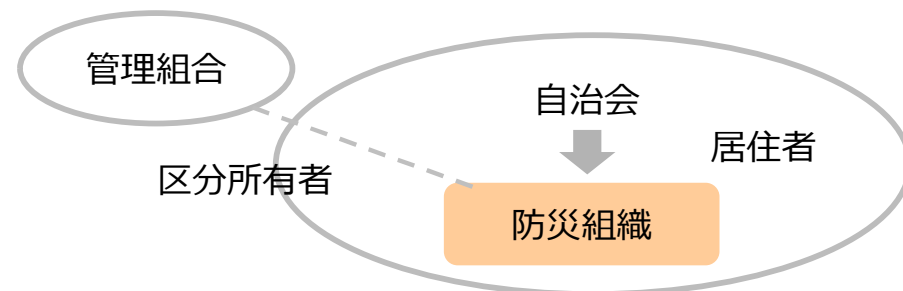 管理組合
自治会
居住者
区分所有者
防災組織